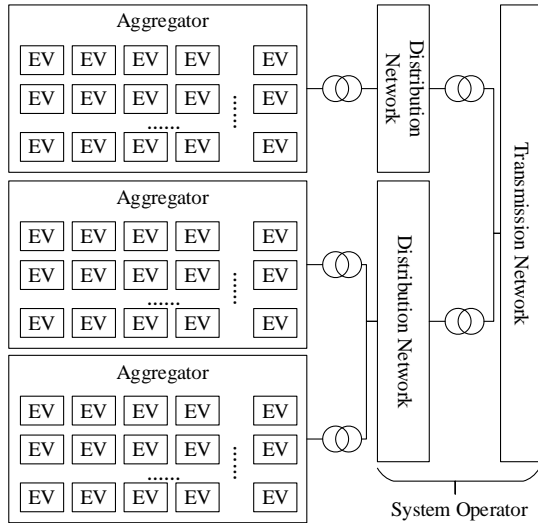 Aggregator
EV EV EV EV EV
EV EV EV EV EV
......
......
EV EV EV EV EV
Aggregator
EV EV EV EV EV
EV EV EV EV EV
......
......
EV EV EV EV EV
Aggregator
EV EV EV EV EV
EV EV EV EV EV
......
......
EV EV EV EV EV
Distribution
Network
Distribution Network
Transmission Network
System Operator